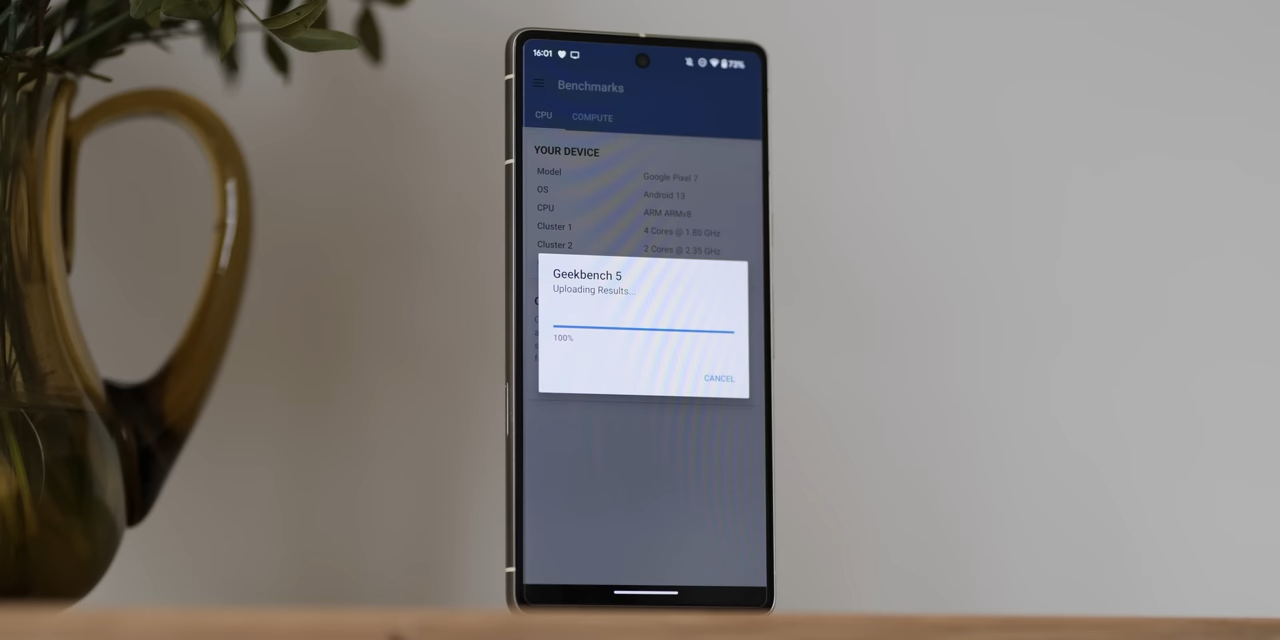 16:01 73%
Benchmarks
CPU COMPUTE
YOUR DEVICE
Model Google Pixel 7
OS Android 13
CPU ARM ARMv8
Cluster 1 4 Cores @ 1.80 GHz
Cluster 2 2 Cores @ 2.35 GHz
Geekbench 5
Uploading Results...
100%
CANCEL